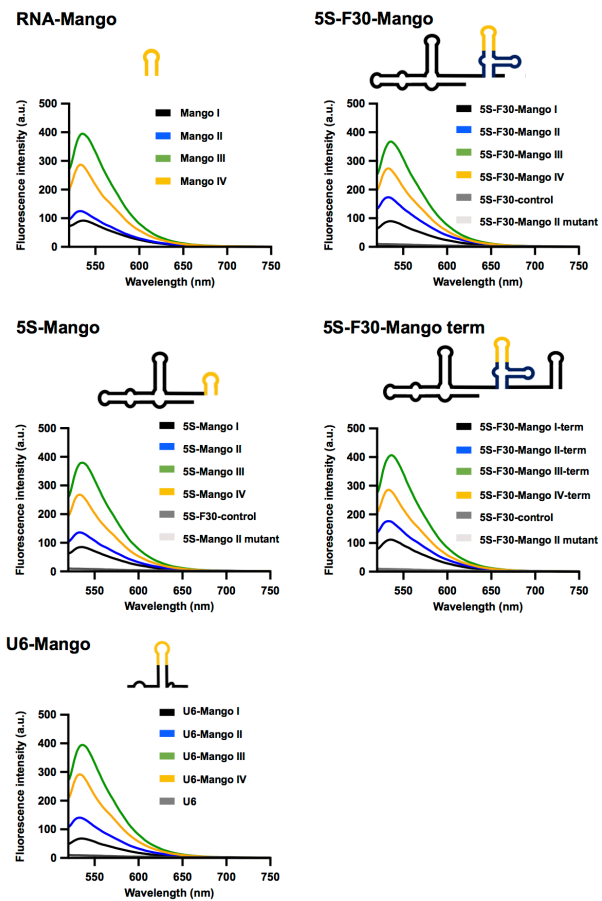 RNA-Mango
Fluorescence intensity (a.u.)
500
400
300
200
100
0
550
600
650
700
750
Wavelength (nm)
Mango I
Mango II
Mango III
Mango IV
5S-F30-Mango
Fluorescence intensity (a.u.)
500
400
300
200
100
0
550
600
650
700
750
Wavelength (nm)
5S-F30-Mango I
5S-F30-Mango II
5S-F30-Mango III
5S-F30-Mango IV
5S-F30-control
5S-F30-Mango II mutant
5S-Mango
Fluorescence intensity (a.u.)
500
400
300
200
100
0
550
600
650
700
750
Wavelength (nm)
5S-Mango I
5S-Mango II
5S-Mango III
5S-Mango IV
5S-F30-control
5S-Mango II mutant
5S-F30-Mango term
Fluorescence intensity (a.u.)
500
400
300
200
100
0
550
600
650
700
750
Wavelength (nm)
5S-F30-Mango I-term
5S-F30-Mango II-term
5S-F30-Mango III-term
5S-F30-Mango IV-term
5S-F30-control
5S-F30-Mango II mutant
U6-Mango
Fluorescence intensity (a.u.)
500
400
300
200
100
0
550
600
650
700
750
Wavelength (nm)
U6-Mango I
U6-Mango II
U6-Mango III
U6-Mango IV
U6